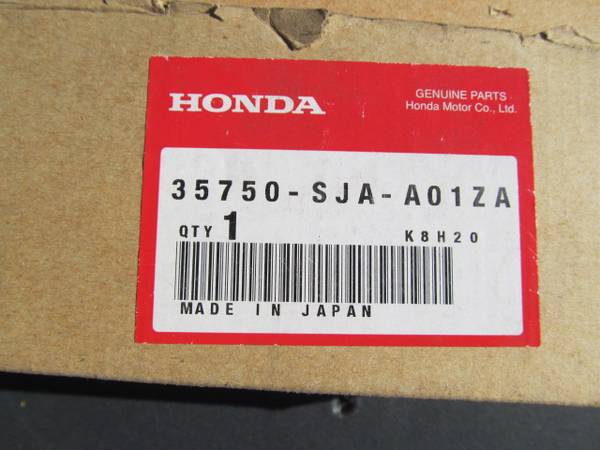 HONDA
GENUINE PARTS
Honda Motor Co., Ltd.
35750-SJA-A01ZA
QTY 1 K8H20
MADE IN JAPAN